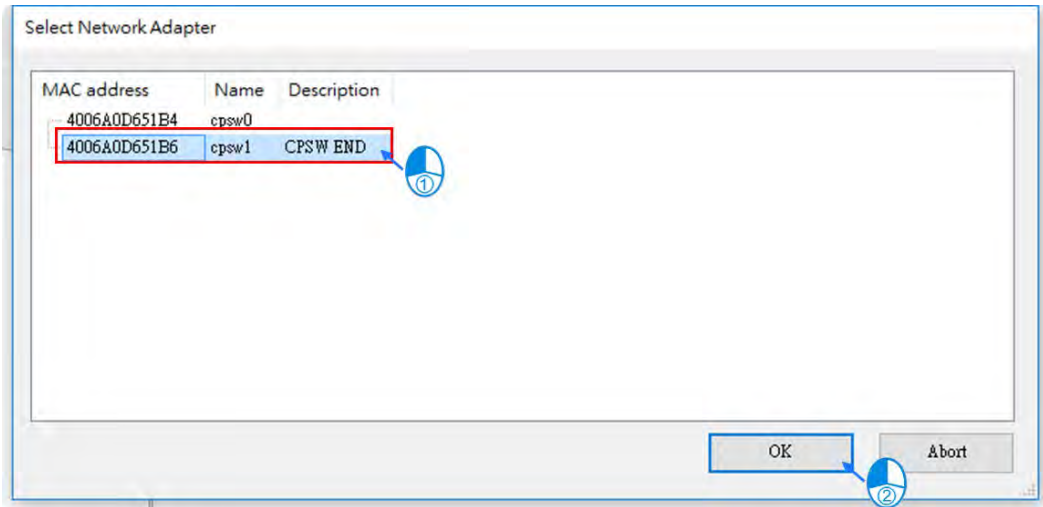 Select Network Adapter
MAC address Name Description
4006A0D651B4 cpsw0
4006A0D651B6 cpsw1 CPSW END
①
OK Abort
②